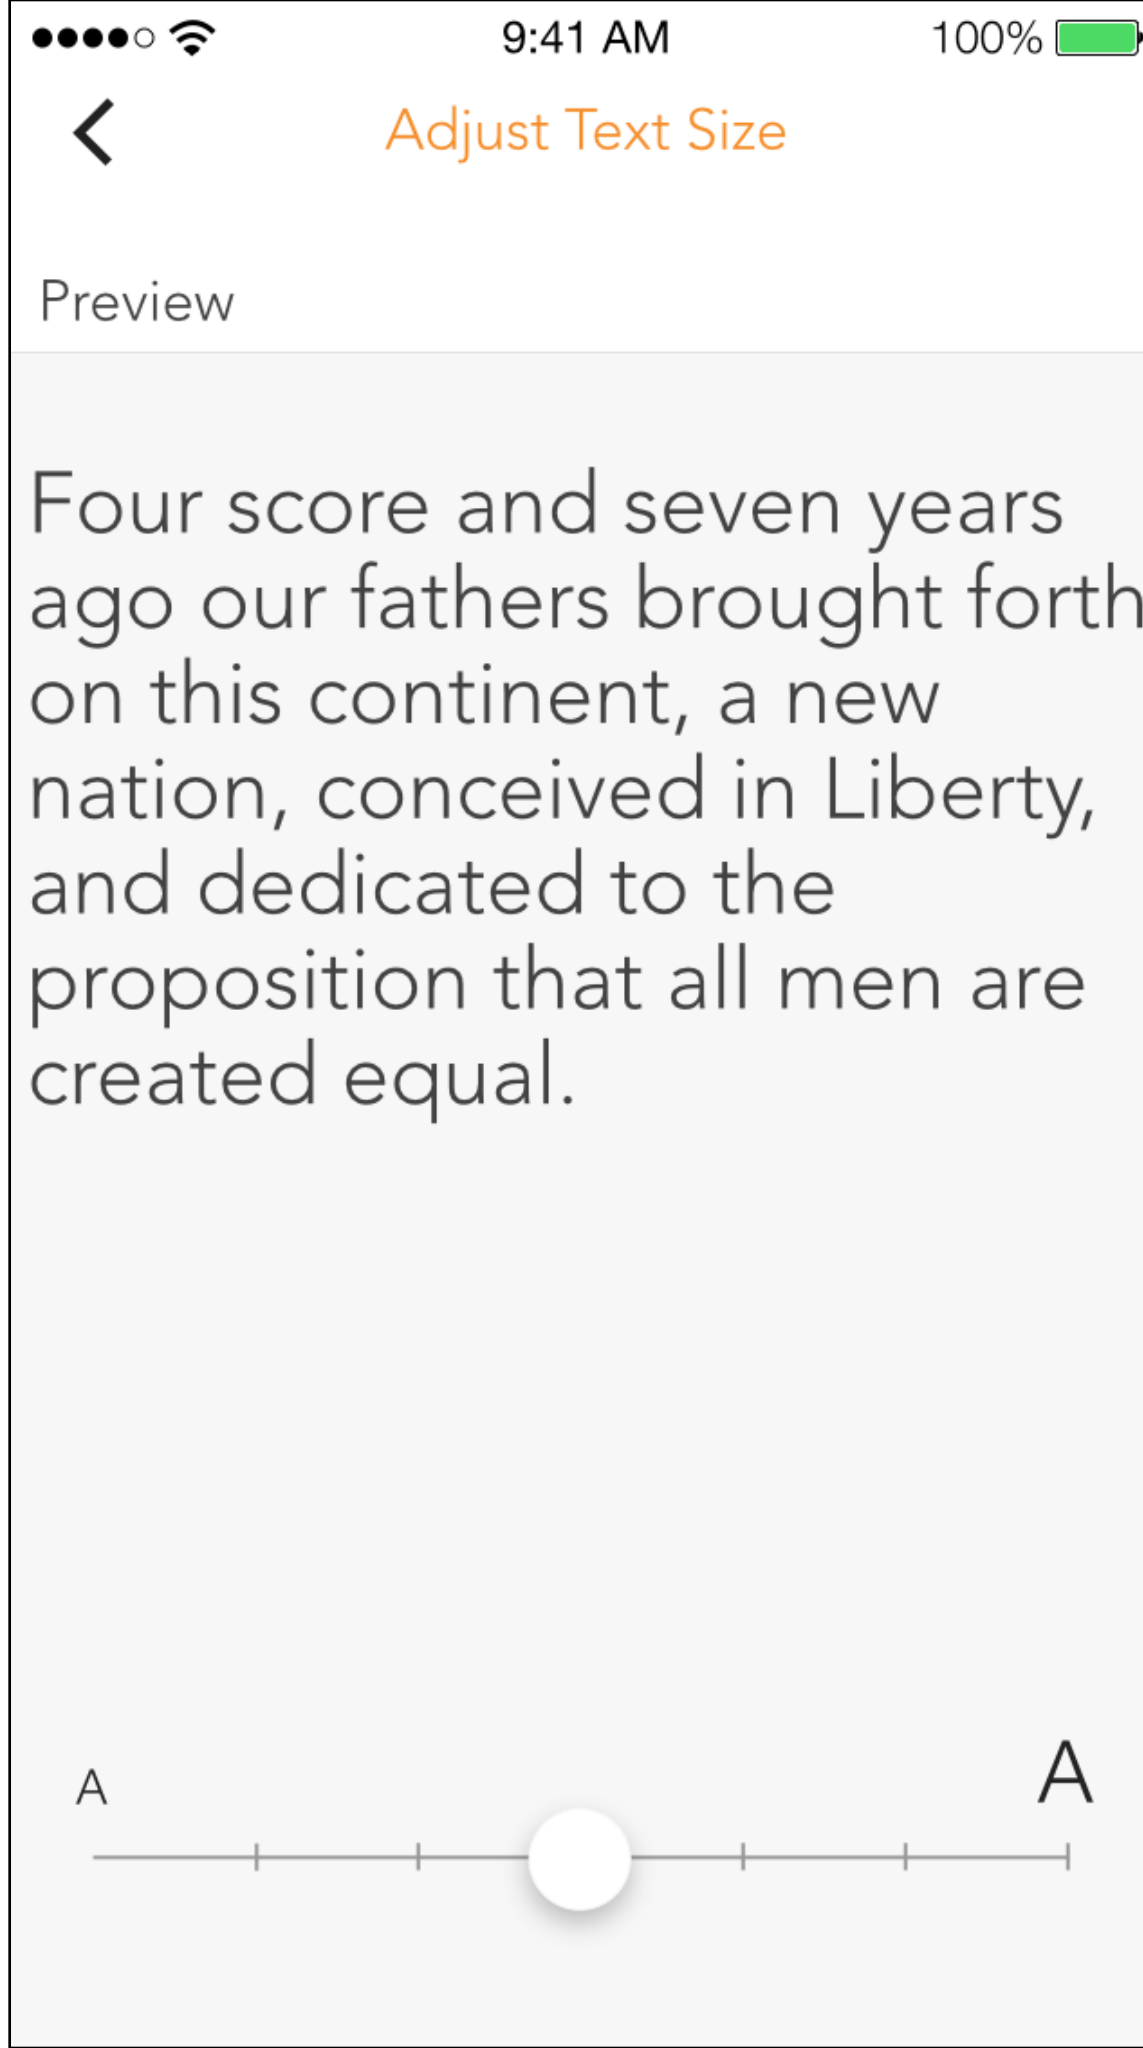 9:41 AM 100%
Adjust Text Size
Preview
Four score and seven years
ago our fathers brought forth
on this continent, a new
nation, conceived in Liberty,
and dedicated to the
proposition that all men are
created equal.
A A